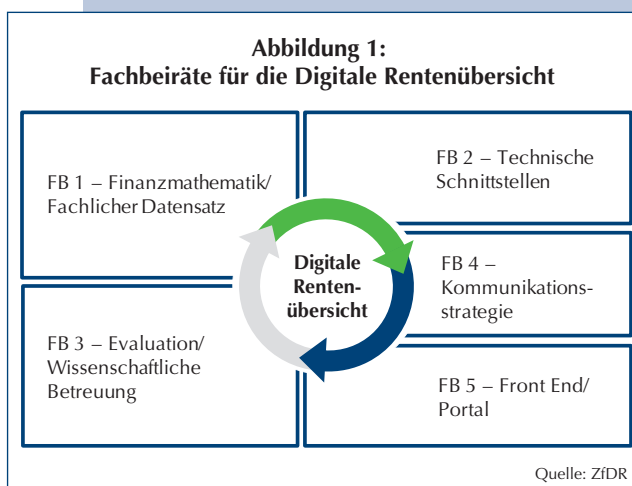 Abbildung 1:
Fachbeiräte für die Digitale Rentenübersicht
FB 1 – Finanzmathematik/
Fachlicher Datensatz
FB 2 – Technische
Schnittstellen
FB 3 – Evaluation/
Wissenschaftliche
Betreuung
Digitale
Renten-
übersicht
FB 4 –
Kommunikations-
strategie
FB 5 – Front End/
Portal
Quelle: ZfDR